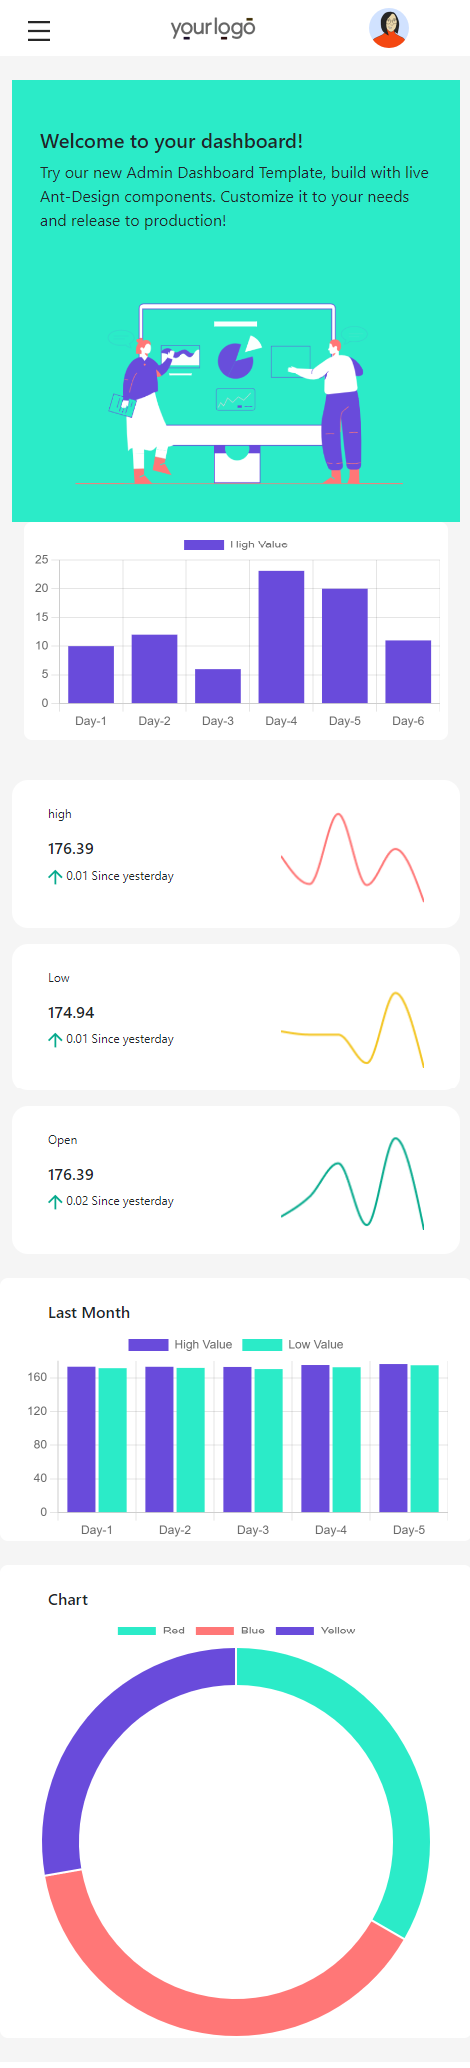 yourlogo
Welcome to your dashboard!
Try our new Admin Dashboard Template, build with live
Ant-Design components. Customize it to your needs
and release to production!
High Value
25
20
15
10
5
0
Day-1 Day-2 Day-3 Day-4 Day-5 Day-6
high
176.39
0.01 Since yesterday
Low
174.94
0.01 Since yesterday
Open
176.39
0.02 Since yesterday
Last Month
High Value Low Value
160
120
80
40
0
Day-1 Day-2 Day-3 Day-4 Day-5
Chart
Red Blue Yellow